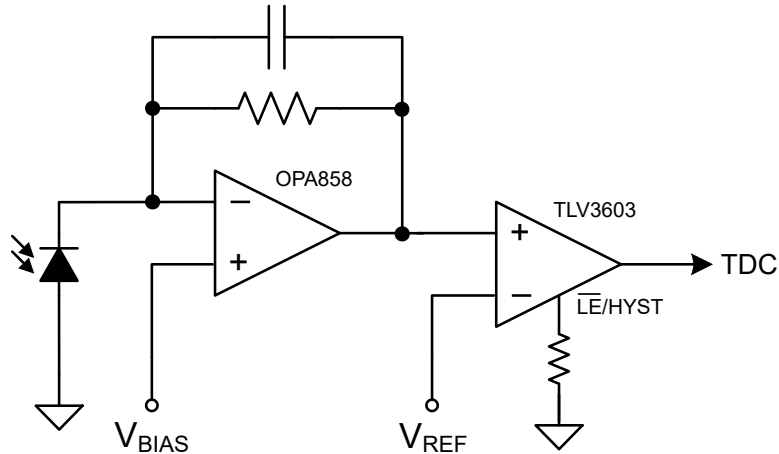 OPA858
−
+
TLV3603
+
−
TDC
LE/HYST
VBIAS
VREF